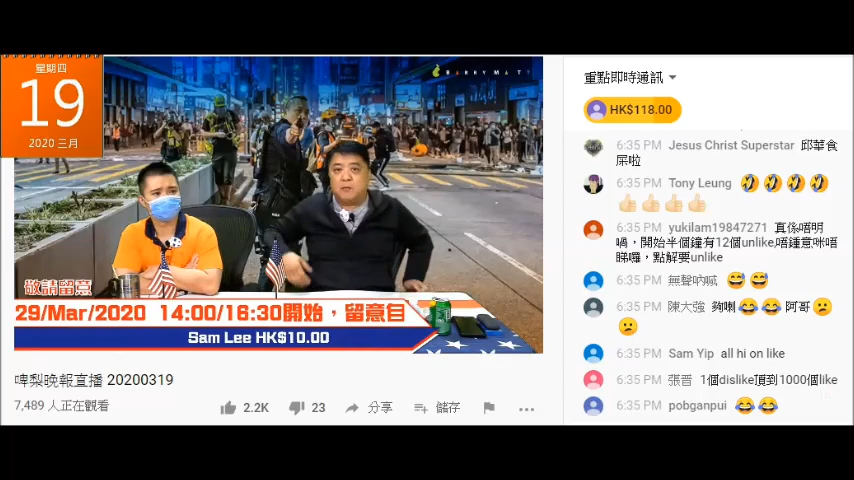 星期四
19
2020 三月
BARRYMATT
敬請留意
29/Mar/2020 14:00/16:30開始，留意目
Sam Lee HK$10.00
啤梨晚報直播 20200319
7,489 人正在觀看
2.2K
23
分享
儲存
重點即時通訊
HK$118.00
6:35 PM Jesus Christ Superstar 邱華食
屎啦
6:35 PM Tony Leung 🤣🤣🤣🤣
👍🏻👍🏻👍🏻👍🏻
6:35 PM yukilam19847271 真係唔明
喎，開始半個鐘有12個unlike,唔鍾意咪唔
睇囉，點解要unlike
6:35 PM 無聲吶喊 😅😅
6:35 PM 陳大強 夠喇😂😂 阿哥😕
😕
6:35 PM Sam Yip all hi on like
6:35 PM 張晋 1個dislike頂到1000個like
6:35 PM pobganpui 😂😂